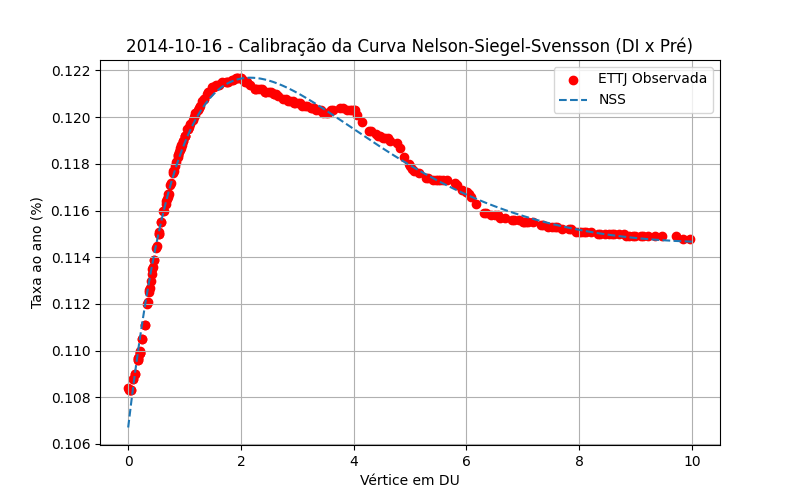 2014-10-16 - Calibração da Curva Nelson-Siegel-Svensson (DI x Pré)
ETTJ Observada
NSS
Taxa ao ano (%)
0.122
0.120
0.118
0.116
0.114
0.112
0.110
0.108
0.106
0 2 4 6 8 10
Vértice em DU